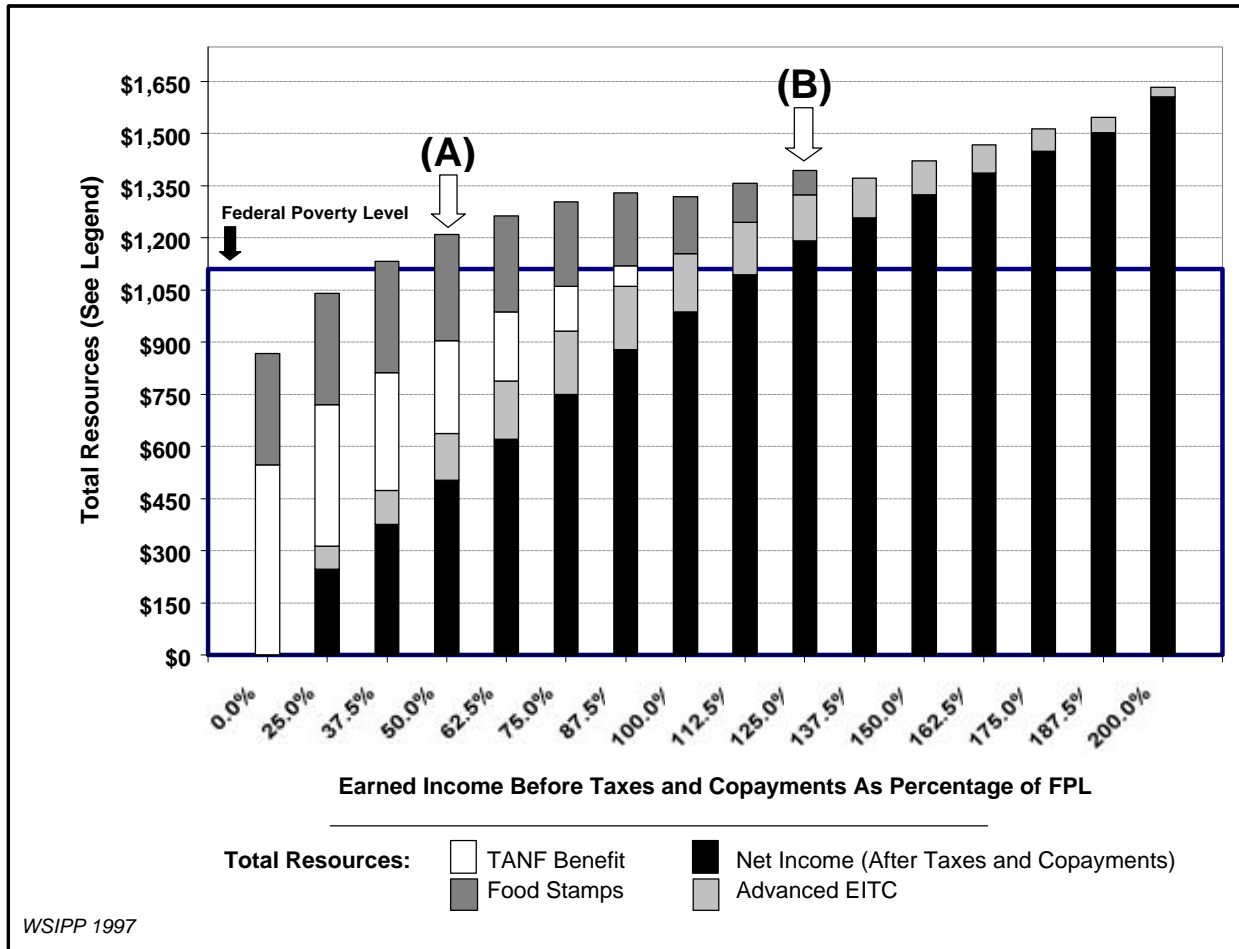 $1,650
$1,500
$1,350
$1,200
$1,050
$900
$750
$600
$450
$300
$150
$0
Total Resources (See Legend)
Federal Poverty Level
(A)
(B)
0.0%
25.0%
37.5%
50.0%
62.5%
75.0%
87.5%
100.0%
112.5%
125.0%
137.5%
150.0%
162.5%
175.0%
187.5%
200.0%
Earned Income Before Taxes and Copayments As Percentage of FPL
Total Resources:
TANF Benefit
Net Income (After Taxes and Copayments)
Food Stamps
Advanced EITC
WSIPP 1997